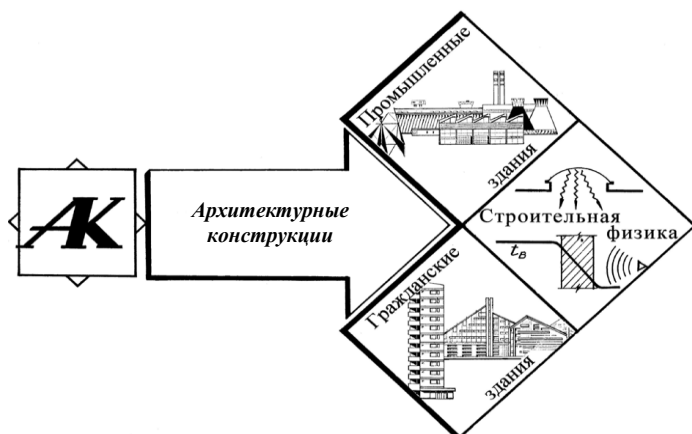 АК
Архитектурные
конструкции
Промышленные
здания
Строительная
физика
tв
Гражданские
здания